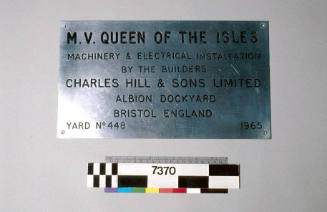 M.V. QUEEN OF THE ISLES
MACHINERY & ELECTRICAL INSTALLATION
BY THE BUILDERS
CHARLES HILL & SONS LIMITED
ALBION DOCKYARD
BRISTOL ENGLAND
YARD Nº 448 1965
7370